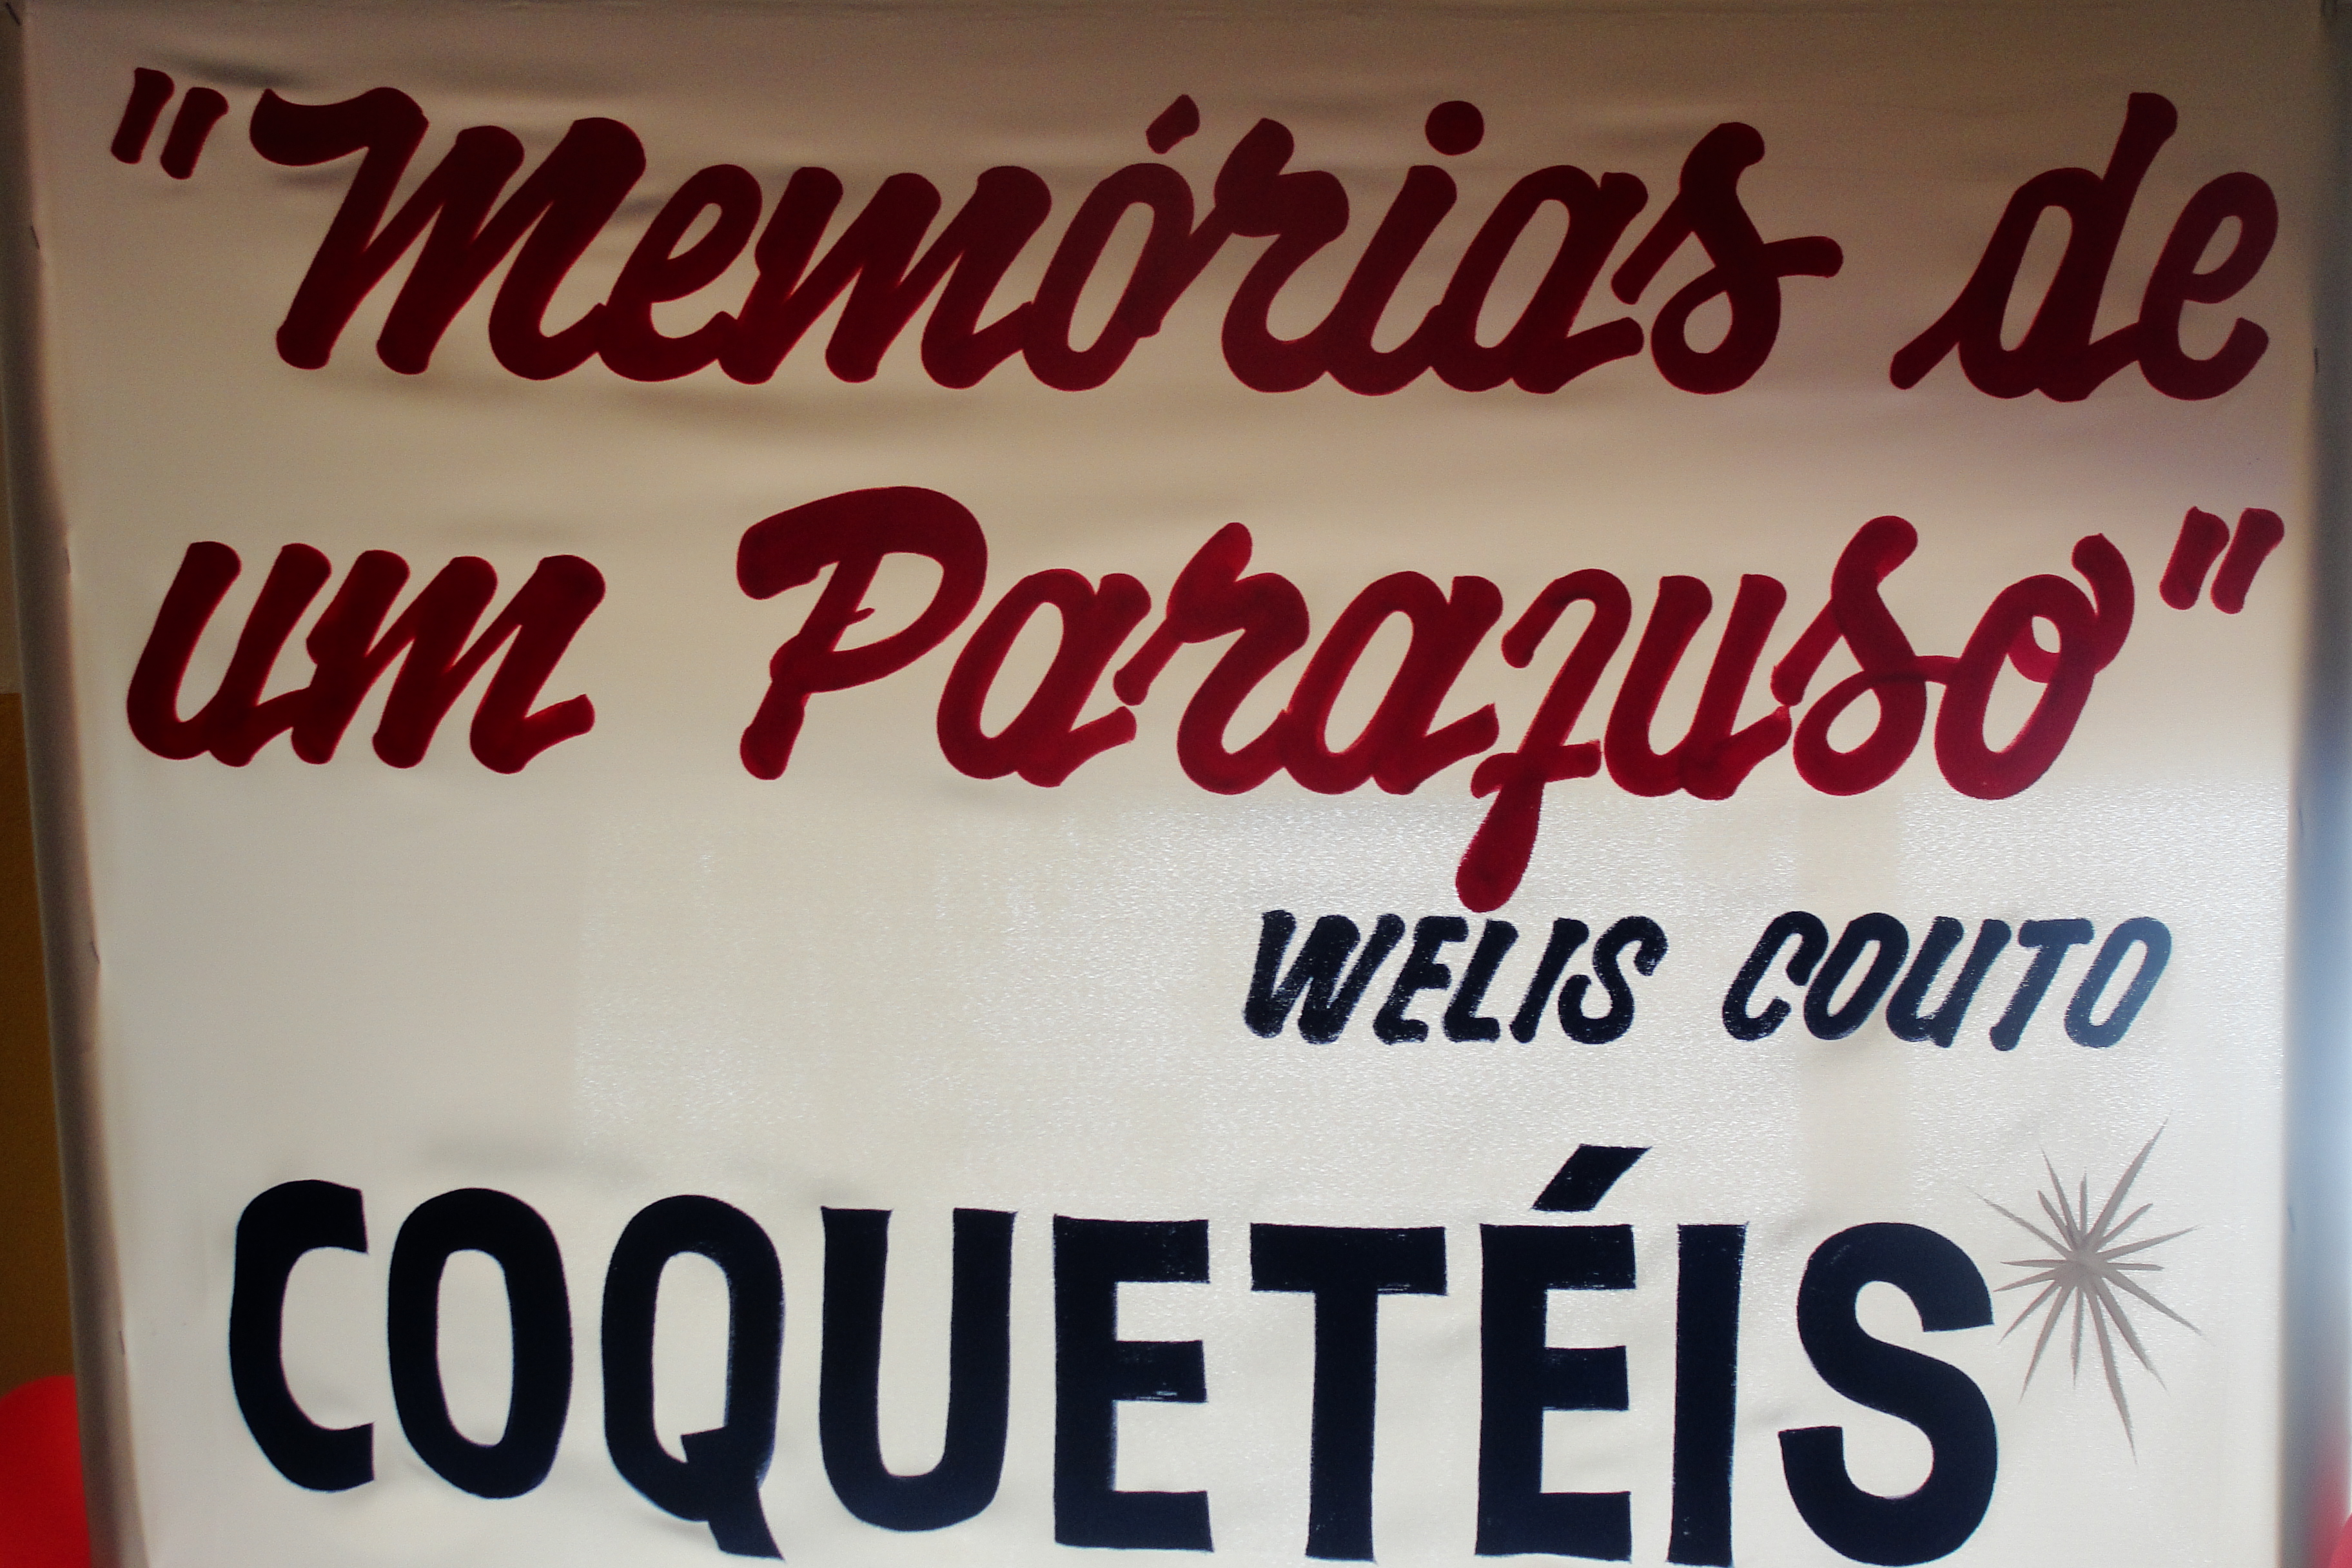 "Memórias de
um Parafuso"
WELIS COUTO
COQUETÉIS